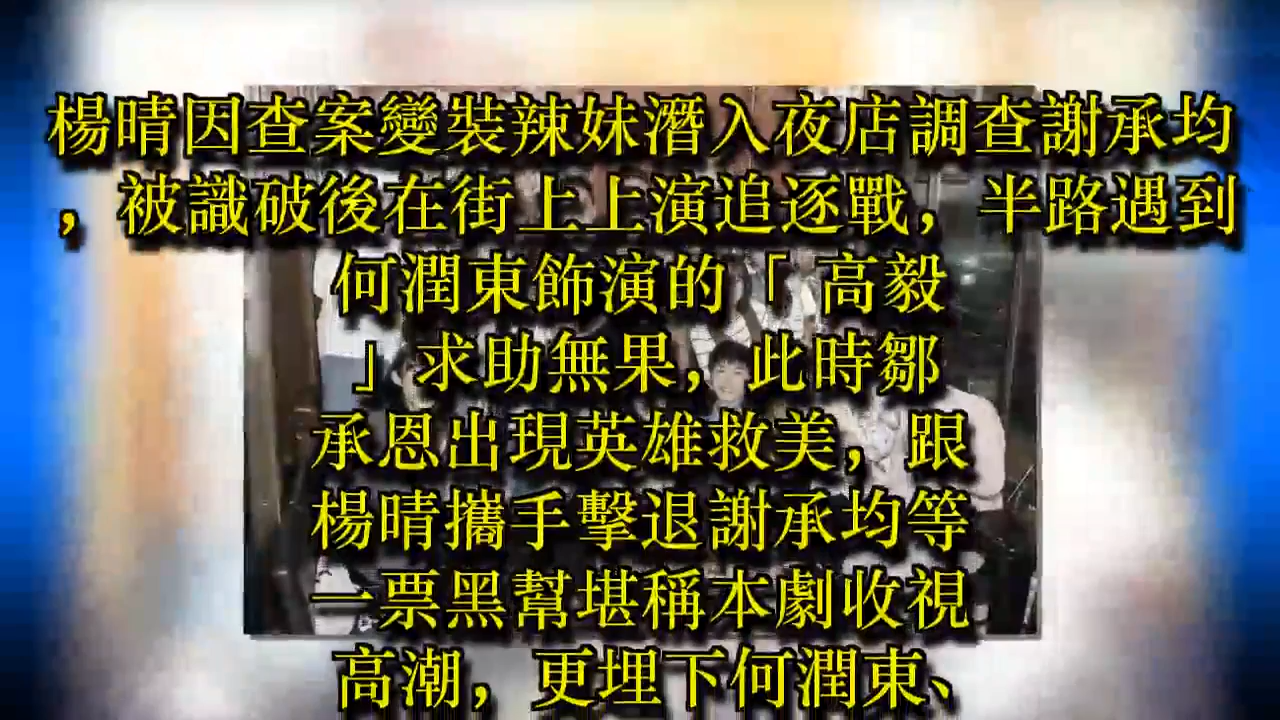 楊晴因查案變裝辣妹潛入夜店調查謝承均
，被識破後在街上上演追逐戰，半路遇到
何潤東飾演的「 高毅
」求助無果，此時鄒
承恩出現英雄救美，跟
楊晴攜手擊退謝承均等
一票黑幫堪稱本劇收視
高潮，更埋下何潤東、